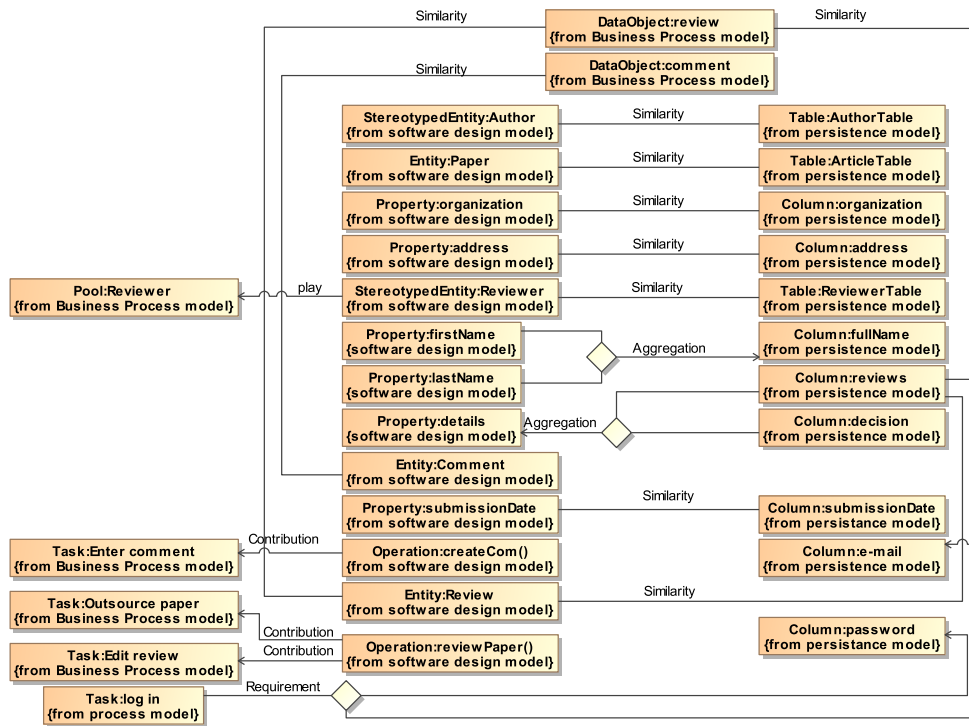 Similarity
DataObject:review
{from Business Process model}
Similarity
Similarity
DataObject:comment
{from Business Process model}
StereotypedEntity:Author
{from software design model}
Similarity
Table:AuthorTable
{from persistence model}
Entity:Paper
{from software design model}
Similarity
Table:ArticleTable
{from persistence model}
Property:organization
{from software design model}
Similarity
Column:organization
{from persistence model}
Property:address
{from software design model}
Similarity
Column:address
{from persistence model}
Pool:Reviewer
{from Business Process model}
play
StereotypedEntity:Reviewer
{from software design model}
Similarity
Table:ReviewerTable
{from persistence model}
Property:firstName
{software design model}
Aggregation
Column:fullName
{from persistence model}
Property:lastName
{software design model}
Column:reviews
{from persistence model}
Property:details
{software design model}
Aggregation
Column:decision
{from persistence model}
Entity:Comment
{from software design model}
Property:submissionDate
{from software design model}
Similarity
Column:submissionDate
{from persistance model}
Task:Enter comment
{from Business Process model}
Contribution
Operation:createCom()
{from software design model}
Column:e-mail
{from persistance model}
Task:Outsource paper
{from Business Process model}
Entity:Review
{from software design model}
Similarity
Contribution
Column:password
{from persistance model}
Task:Edit review
{from Business Process model}
Contribution
Operation:reviewPaper()
{from software design model}
Task:log in
{from process model}
Requirement